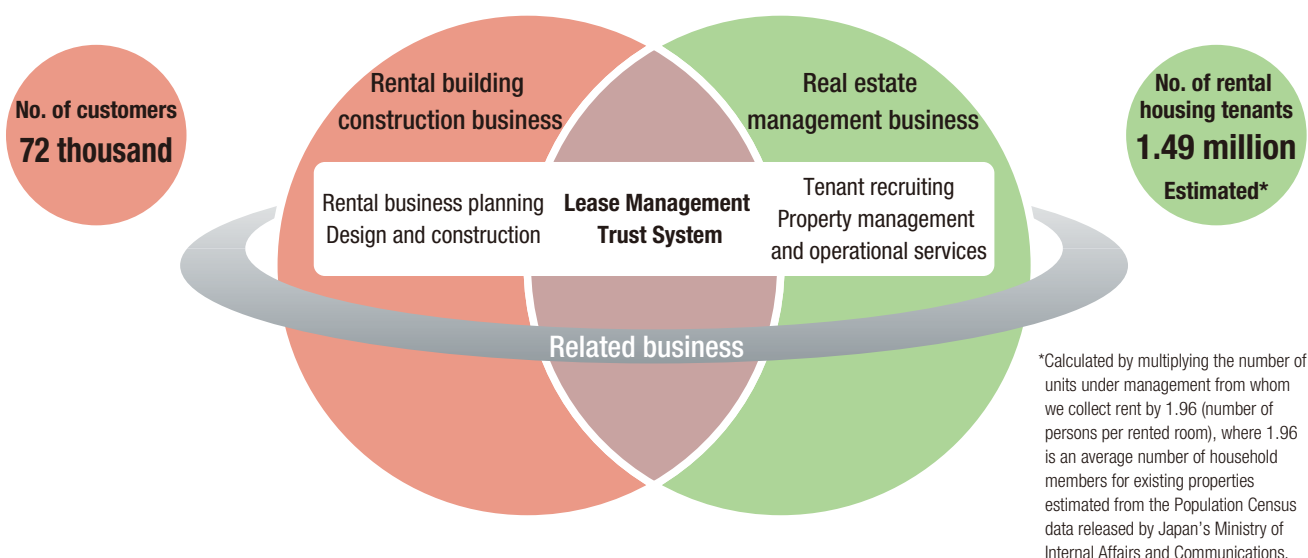 No. of customers
72 thousand
Rental building
construction business
Real estate
management business
No. of rental
housing tenants
1.49 million
Estimated*
Rental business planning
Design and construction
Lease Management
Trust System
Tenant recruiting
Property management
and operational services
Related business
*Calculated by multiplying the number of
units under management from whom
we collect rent by 1.96 (number of
persons per rented room), where 1.96
is an average number of household
members for existing properties
estimated from the Population Census
data released by Japan's Ministry of
Internal Affairs and Communications.